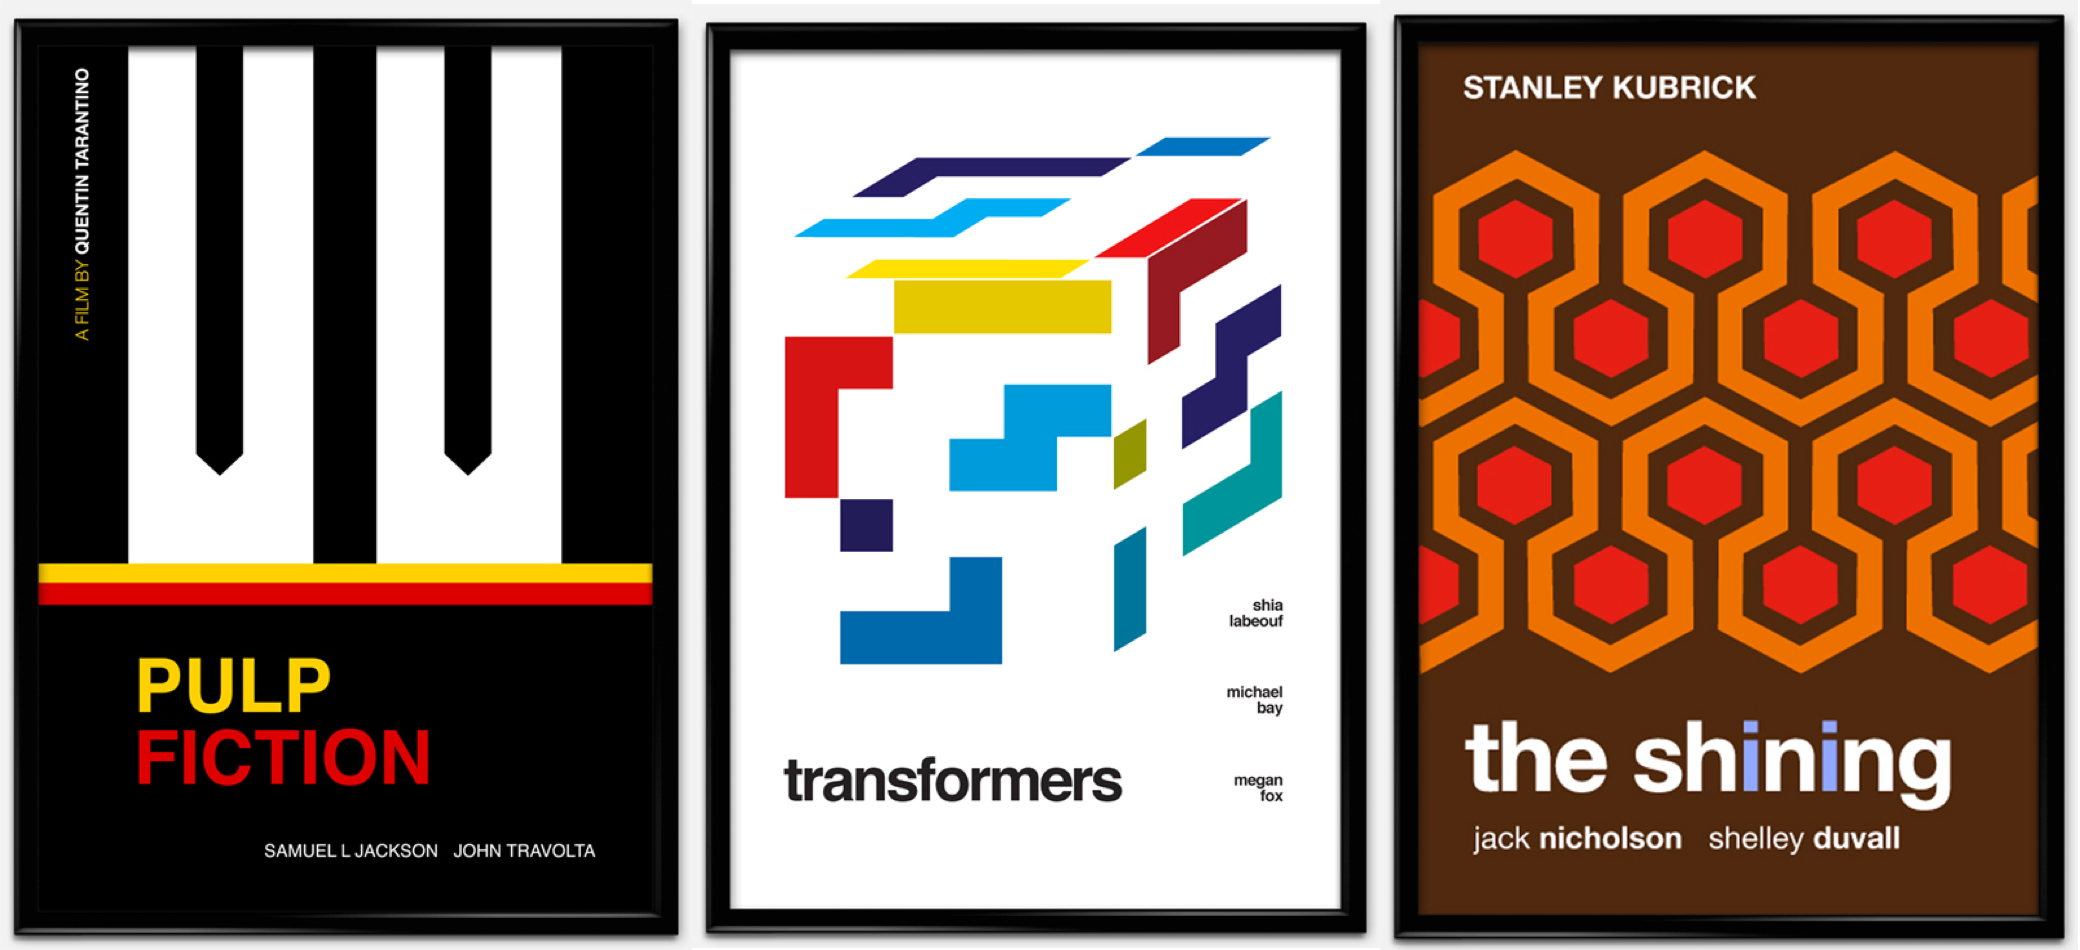 A FILM BY QUENTIN TARANTINO
PULP
FICTION
SAMUEL L JACKSON JOHN TRAVOLTA
shia
labeouf
michael
bay
megan
fox
transformers
STANLEY KUBRICK
the shining
jack nicholson shelley duvall